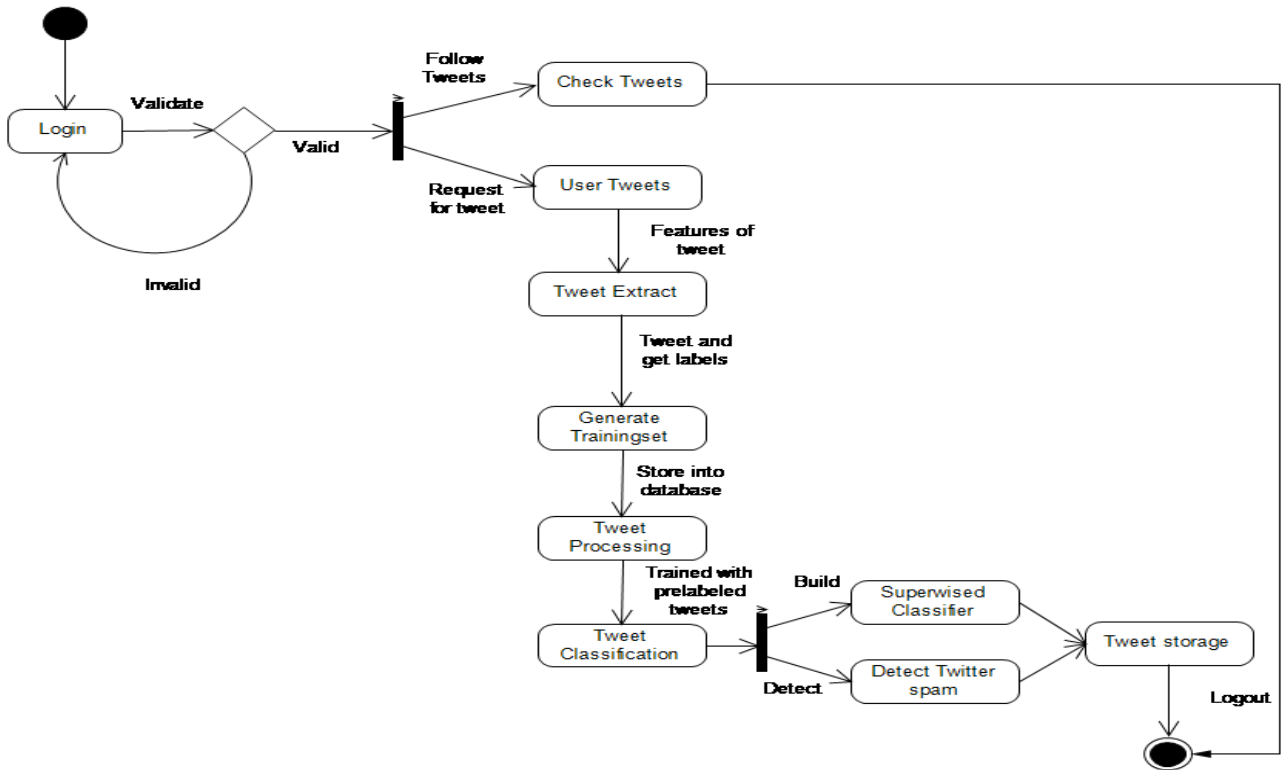 Follow
Tweets
Check Tweets
Validate
Login
Valid
Request
for tweet
User Tweets
Invalid
Features of
tweet
Tweet Extract
Tweet and
get labels
Generate
Trainingset
Store into
database
Tweet
Processing
Trained with
prelabeled
tweets
Build
Superwised
Classifier
Tweet
Classification
Tweet storage
Detect
Detect Twitter
spam
Logout